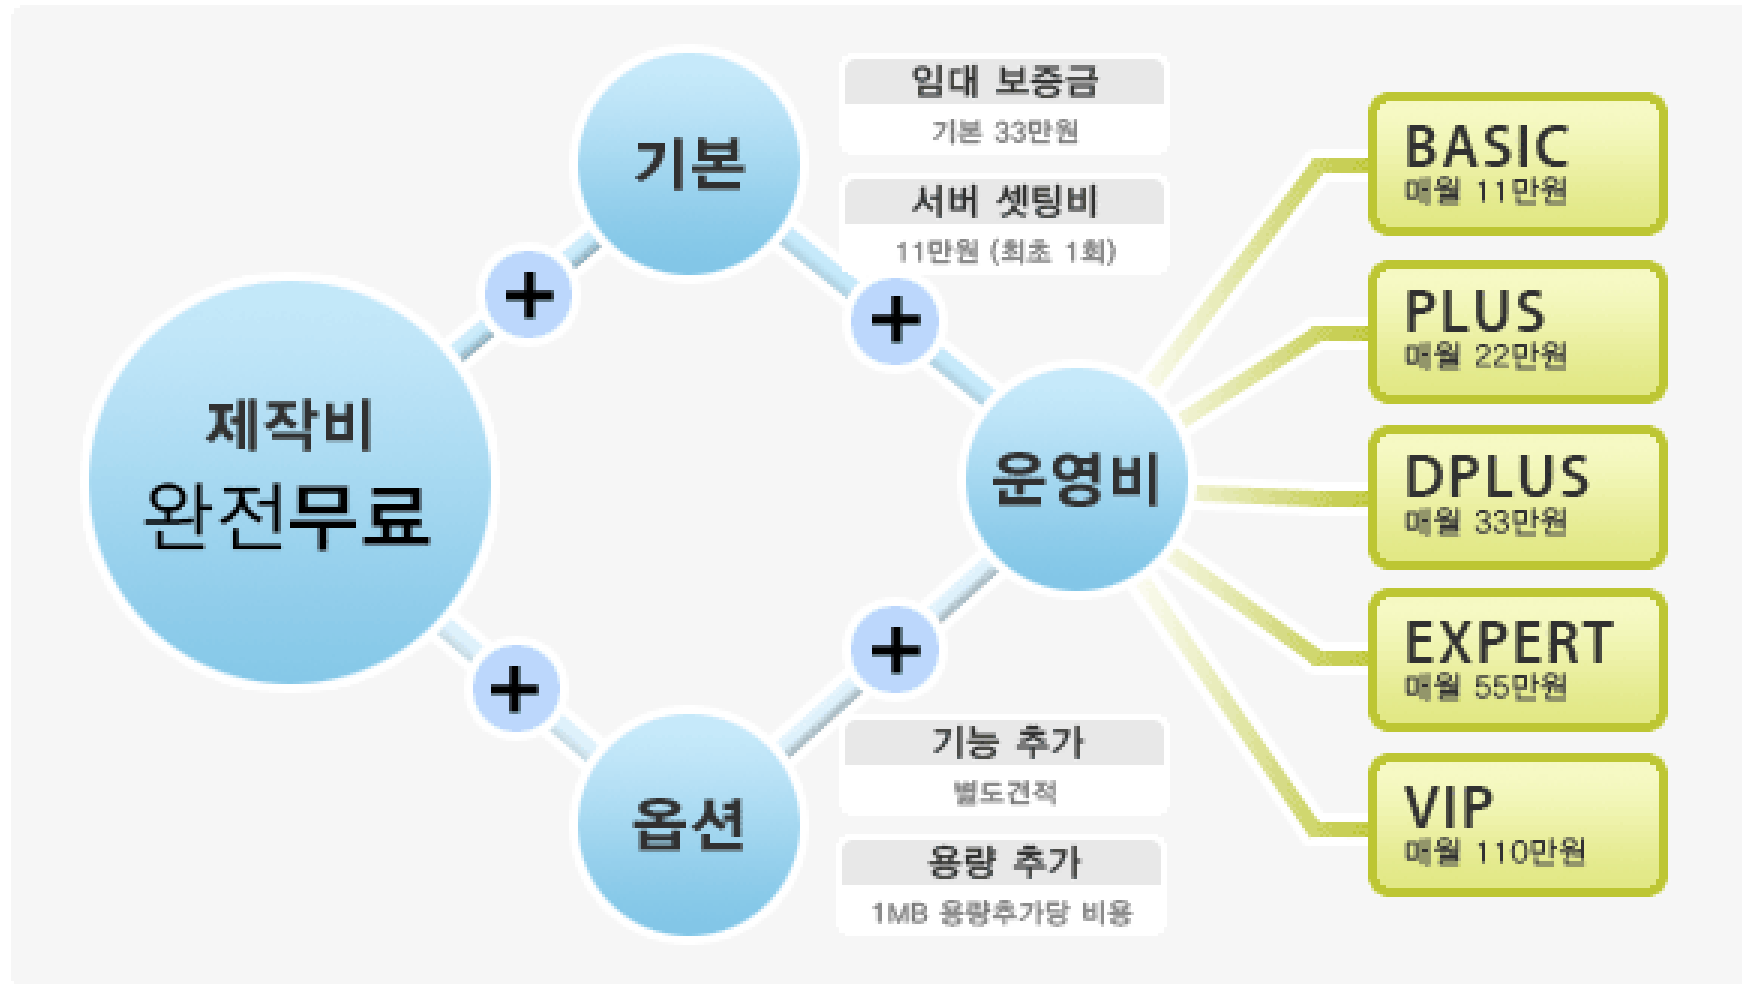 제작비
완전무료
+
기본
+
임대 보증금
기본 33만원
서버 셋팅비
11만원 (최초 1회)
+
옵션
+
기능 추가
별도견적
용량 추가
1MB 용량추가당 비용
운영비
BASIC
매월 11만원
PLUS
매월 22만원
DPLUS
매월 33만원
EXPERT
매월 55만원
VIP
매월 110만원